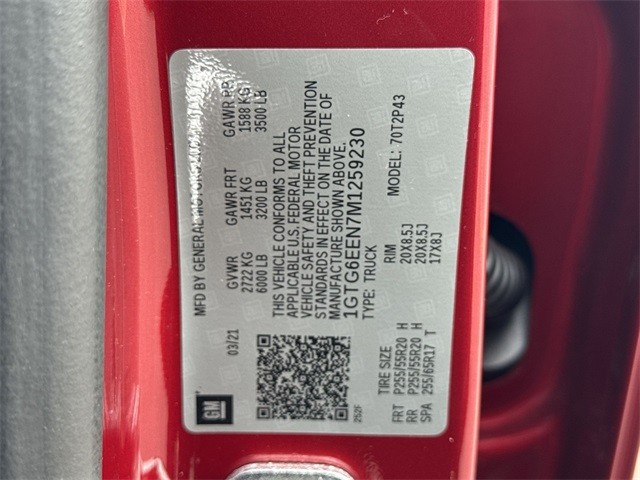 MFD BY GENERAL MOTORS LLC
03/21 GVWR GAWR FRT GAWR RR
2722 KG 1451 KG 1588 KG
6000 LB 3200 LB 3500 LB
THIS VEHICLE CONFORMS TO ALL
APPLICABLE U.S. FEDERAL MOTOR
VEHICLE SAFETY AND THEFT PREVENTION
STANDARDS IN EFFECT ON THE DATE OF
MANUFACTURE SHOWN ABOVE.
1GTG6EEN7M1259230
TYPE: TRUCK
MODEL: 70T2P43
GM
252F
TIRE SIZE RIM
FRT P255/55R20 H 20X8.5J
RR P255/55R20 H 20X8.5J
SPA 255/65R17 T 17X8J